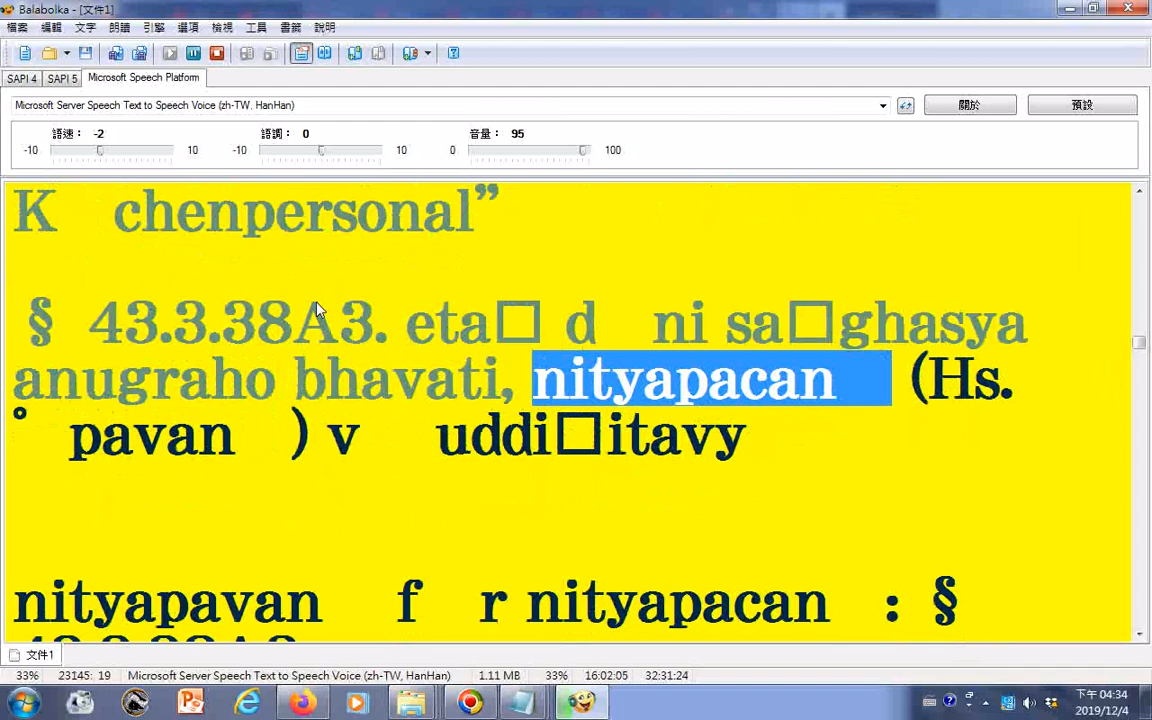 Balabolka - [文件1]
檔案 編輯 文字 朗讀 引擎 選項 檢視 工具 書籤 說明
SAPI 4 SAPI 5 Microsoft Speech Platform
Microsoft Server Speech Text to Speech Voice (zh-TW, HanHan) 關於 預設
語速： -2 語調： 0 音量： 95
-10 10 -10 10 0 100
K chenpersonal”
§ 43.3.38A3. eta□ d ni sa□ghasya
anugraho bhavati, nityapacan (Hs.
° pavan ) v uddi□itavy
nityapavan f r nityapacan : §
43.3.38A3
文件1
33% 23145: 19 Microsoft Server Speech Text to Speech Voice (zh-TW, HanHan) 1.11 MB 33% 16:02:05 32:31:24
下午 04:34
2019/12/4